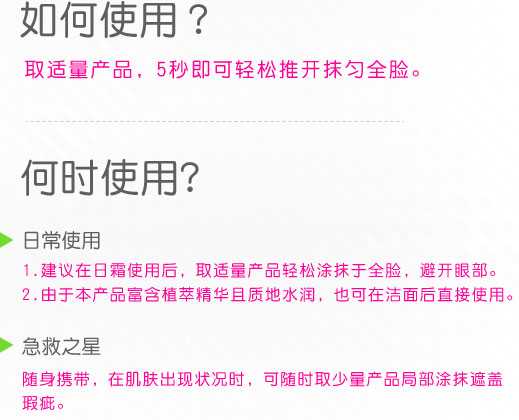 如何使用？
取适量产品，5秒即可轻松推开抹匀全脸。
何时使用?
日常使用
1.建议在日霜使用后，取适量产品轻松涂抹于全脸，避开眼部。
2.由于本产品富含植萃精华且质地水润，也可在洁面后直接使用。
急救之星
随身携带，在肌肤出现状况时，可随时取少量产品局部涂抹遮盖
瑕疵。